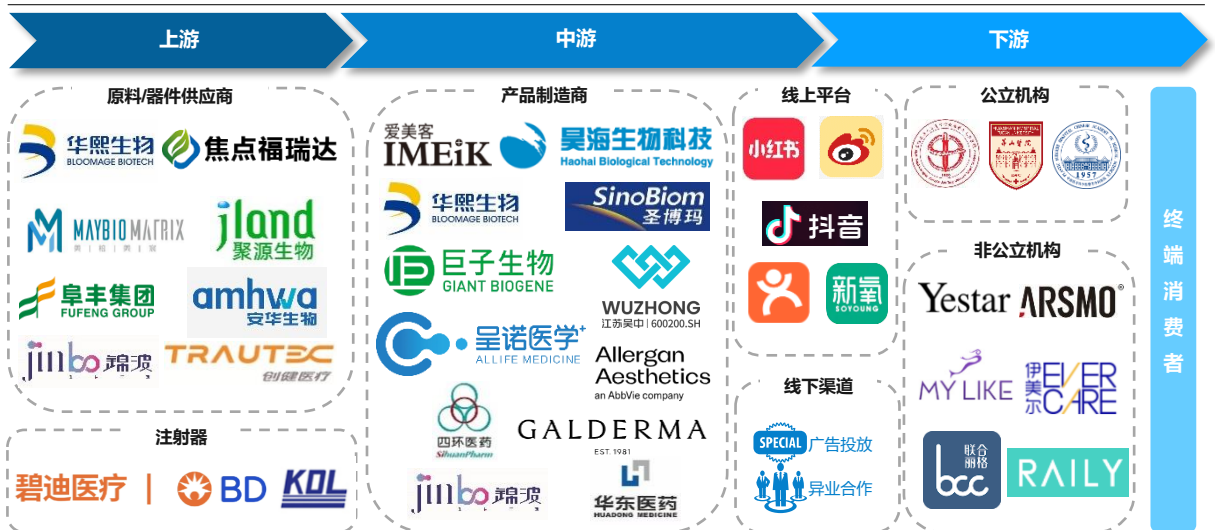 上游
中游
下游
原料/器件供应商
华熙生物
BLOOMAGE BIOTECH
焦点福瑞达
MAYBIO MATRIX
jland
聚源生物
阜丰集团
FUFENG GROUP
amhwa
安华生物
jinbo 锦波
TRAUTEC
创健医疗
注射器
碧迪医疗 | BD
KDL
产品制造商
爱美客
IMEiK
昊海生物科技
Haohai Biological Technology
华熙生物
BLOOMAGE BIOTECH
SinoBiom
圣博玛
巨子生物
GIANT BIOGENE
WUZHONG
江苏吴中 | 600200.SH
呈诺医学+
ALLIFE MEDICINE
Allergan
Aesthetics
an AbbVie company
四环医药
SihuanPharm
GALDERMA
EST. 1981
jinbo 锦波
华东医药
HUADONG MEDICINE
线上平台
小红书
抖音
新氧
SOYOUNG
线下渠道
SPECIAL 广告投放
异业合作
公立机构
华山医院
1957
非公立机构
Yestar
ARSMO®
MYLIKE
伊美尔
EVER
CARE
联合
丽格
bcc
RAILY
终端消费者